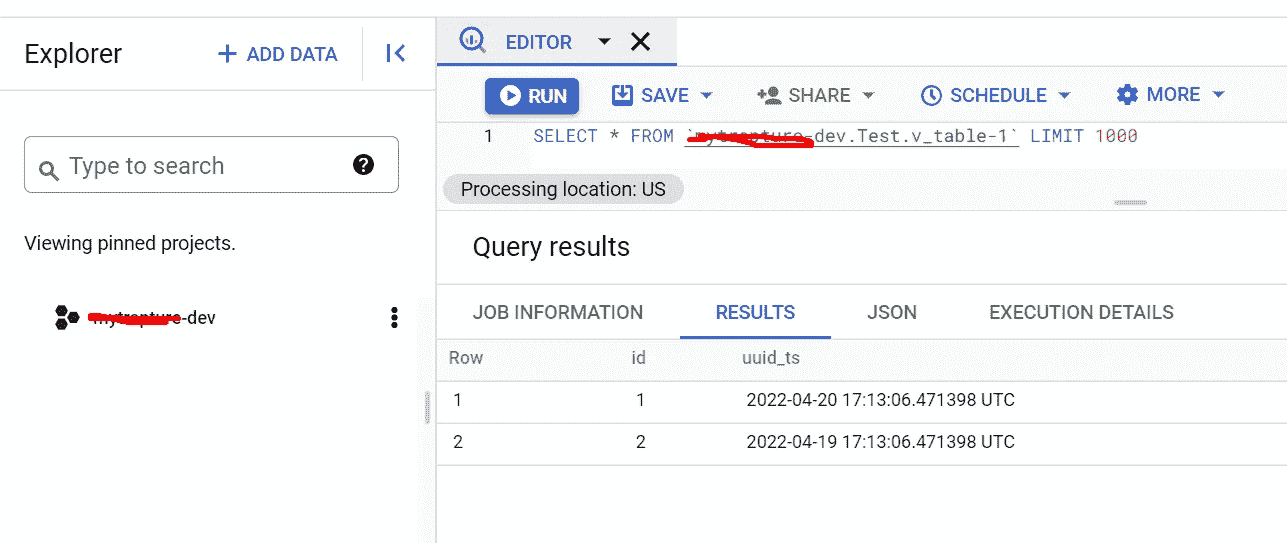 Explorer
+ ADD DATA
EDITOR
RUN
SAVE
SHARE
SCHEDULE
MORE
Type to search
?
1 SELECT * FROM `-dev.Test.v_table-1` LIMIT 1000
Processing location: US
Viewing pinned projects.
-dev
Query results
JOB INFORMATION
RESULTS
JSON
EXECUTION DETAILS
Row id uuid_ts
1 1 2022-04-20 17:13:06.471398 UTC
2 2 2022-04-19 17:13:06.471398 UTC